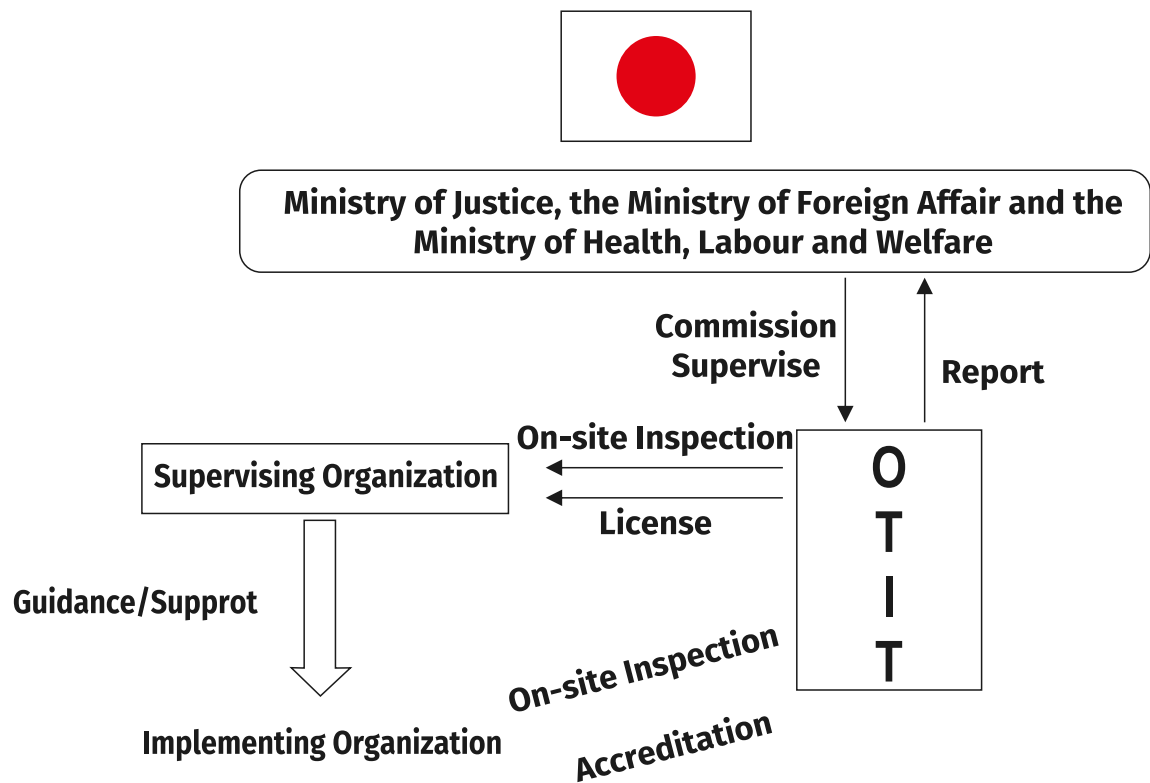 Ministry of Justice, the Ministry of Foreign Affair and the
Ministry of Health, Labour and Welfare
Commission
Supervise
Report
On-site Inspection
Supervising Organization
License
O
T
I
T
Guidance/Supprot
On-site Inspection
Implementing Organization
Accreditation